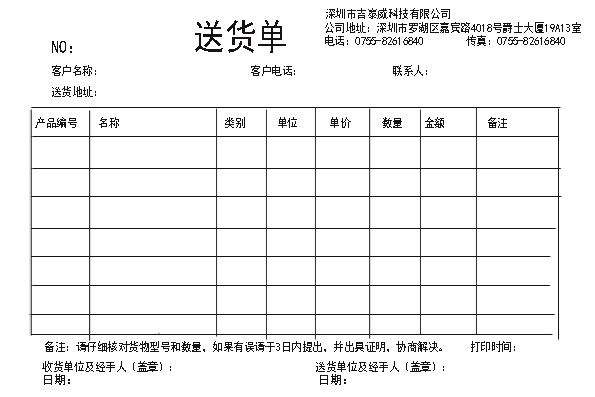 深圳市吉泰威科技有限公司
送货单
公司地址：深圳市罗湖区嘉宾路4018号爵士大厦19A13室
NO：
电话：0755-82616840 传真：0755-82616840
客户名称： 客户电话： 联系人：
送货地址：
产品编号 名称 类别 单位 单价 数量 金额 备注
备注：请仔细核对货物型号和数量，如果有误请于3日内提出，并出具证明，协商解决。 打印时间：
收货单位及经手人（盖章）： 送货单位及经手人（盖章）：
日期： 日期：